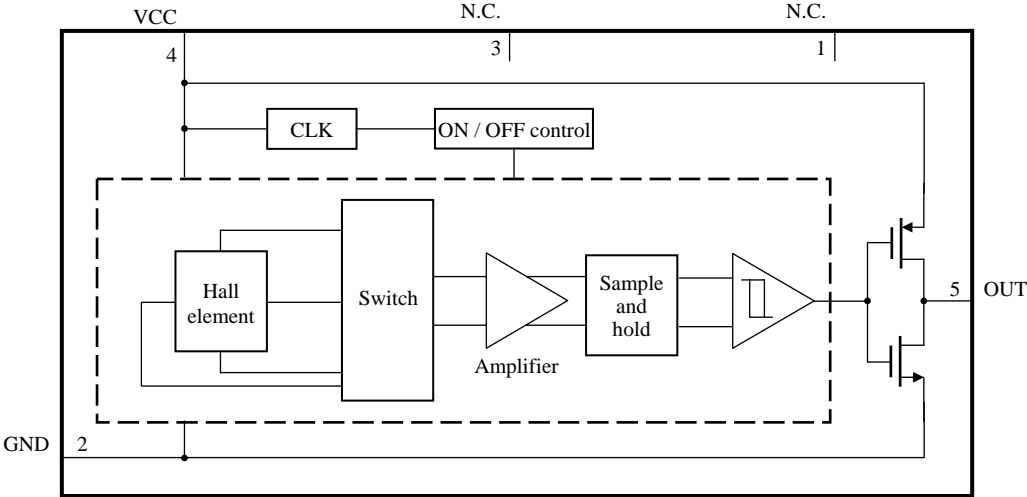 VCC
N.C.
N.C.
4
3
1
CLK
ON / OFF control
Hall
element
Switch
Amplifier
Sample
and
hold
5
OUT
GND
2